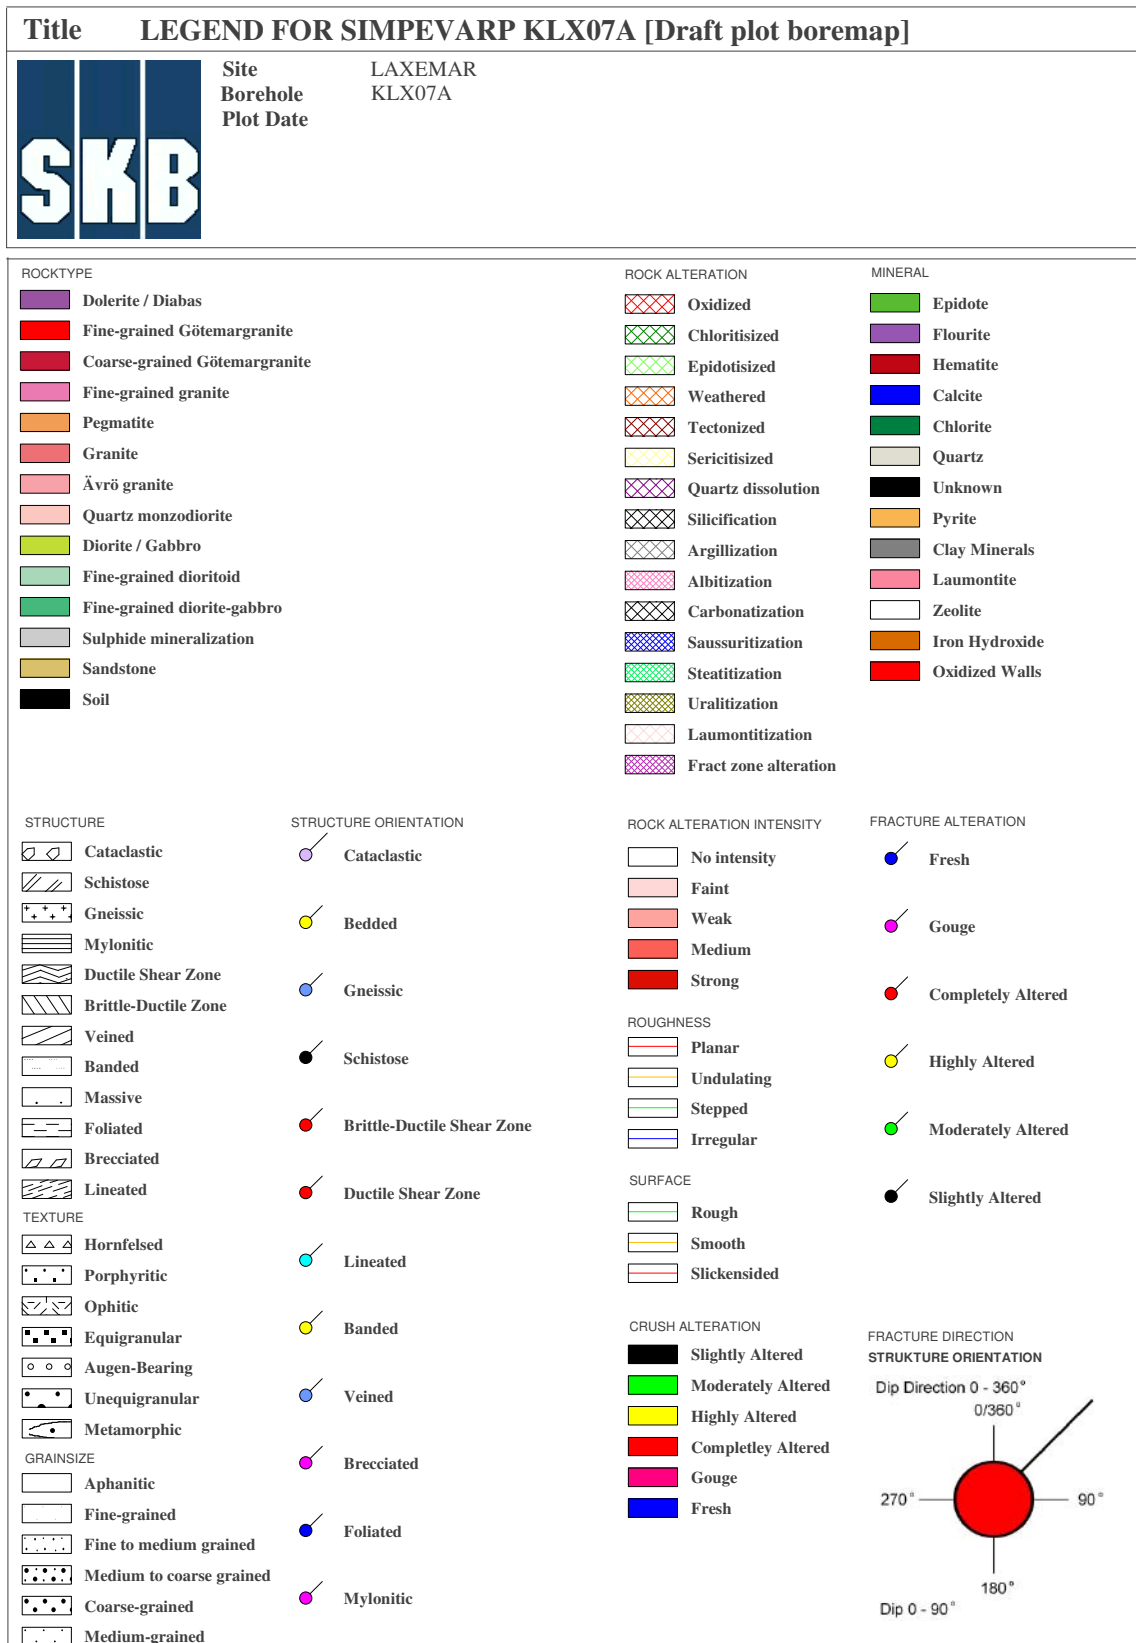 Title LEGEND FOR SIMPEVARP KLX07A [Draft plot boremap]
SKB
Site LAXEMAR
Borehole KLX07A
Plot Date
ROCKTYPE
Dolerite / Diabas
Fine-grained Götemargranite
Coarse-grained Götemargranite
Fine-grained granite
Pegmatite
Granite
Ävrö granite
Quartz monzodiorite
Diorite / Gabbro
Fine-grained dioritoid
Fine-grained diorite-gabbro
Sulphide mineralization
Sandstone
Soil
ROCK ALTERATION
Oxidized
Chloritisized
Epidotisized
Weathered
Tectonized
Sericitisized
Quartz dissolution
Silicification
Argillization
Albitization
Carbonatization
Saussuritization
Steatitization
Uralitization
Laumontitization
Fract zone alteration
MINERAL
Epidote
Flourite
Hematite
Calcite
Chlorite
Quartz
Unknown
Pyrite
Clay Minerals
Laumontite
Zeolite
Iron Hydroxide
Oxidized Walls
STRUCTURE
Cataclastic
Schistose
Gneissic
Mylonitic
Ductile Shear Zone
Brittle-Ductile Zone
Veined
Banded
Massive
Foliated
Brecciated
Lineated
TEXTURE
Hornfelsed
Porphyritic
Ophitic
Equigranular
Augen-Bearing
Unequigranular
Metamorphic
GRAINSIZE
Aphanitic
Fine-grained
Fine to medium grained
Medium to coarse grained
Coarse-grained
Medium-grained
STRUCTURE ORIENTATION
Cataclastic
Bedded
Gneissic
Schistose
Brittle-Ductile Shear Zone
Ductile Shear Zone
Lineated
Banded
Veined
Brecciated
Foliated
Mylonitic
ROCK ALTERATION INTENSITY
No intensity
Faint
Weak
Medium
Strong
ROUGHNESS
Planar
Undulating
Stepped
Irregular
SURFACE
Rough
Smooth
Slickensided
CRUSH ALTERATION
Slightly Altered
Moderately Altered
Highly Altered
Completley Altered
Gouge
Fresh
FRACTURE ALTERATION
Fresh
Gouge
Completely Altered
Highly Altered
Moderately Altered
Slightly Altered
FRACTURE DIRECTION
STRUKTURE ORIENTATION
Dip Direction 0 - 360°
0/360°
270° 90°
180°
Dip 0 - 90°